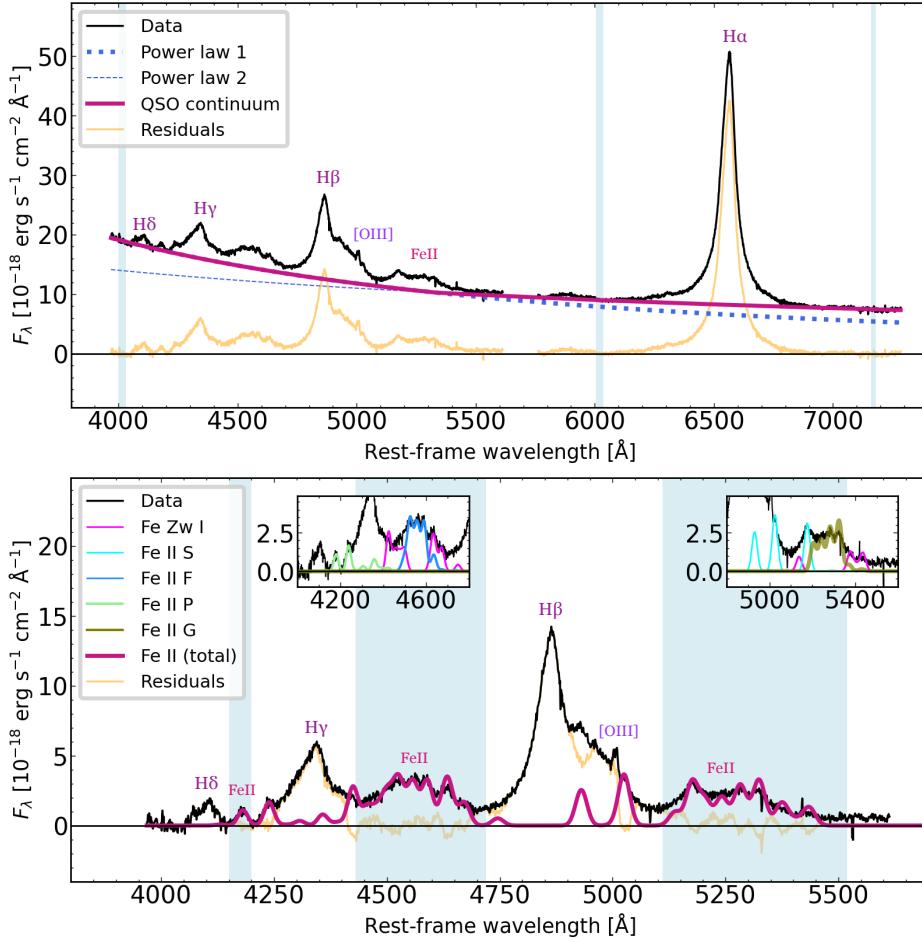 Data
Power law 1
Power law 2
QSO continuum
Residuals
Hδ
Hγ
Hβ
[OIII]
FeII
Hα
0
10
20
30
40
50
F_λ [10⁻¹⁸ erg s⁻¹ cm⁻² Å⁻¹]
4000 4500 5000 5500 6000 6500 7000
Rest-frame wavelength [Å]
Data
Fe Zw I
Fe II S
Fe II F
Fe II P
Fe II G
Fe II (total)
Residuals
2.5
0.0
4200 4600
2.5
0.0
5000 5400
Hδ
FeII
Hγ
FeII
Hβ
[OIII]
FeII
0
5
10
15
20
F_λ [10⁻¹⁸ erg s⁻¹ cm⁻² Å⁻¹]
4000 4250 4500 4750 5000 5250 5500
Rest-frame wavelength [Å]